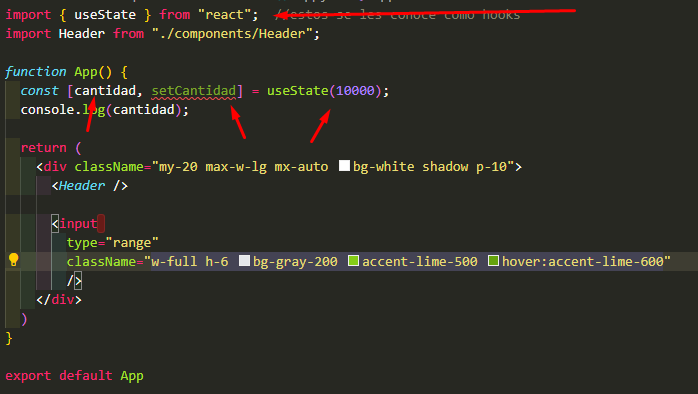 import { useState } from "react"; //estos se les conoce como hooks
import Header from "./components/Header";
function App() {
const [cantidad, setCantidad] = useState(10000);
console.log(cantidad);
return (
<div className="my-20 max-w-lg mx-auto bg-white shadow p-10">
<Header />
<input
type="range"
className="w-full h-6 bg-gray-200 accent-lime-500 hover:accent-lime-600"
/>
</div>
)
}
export default App